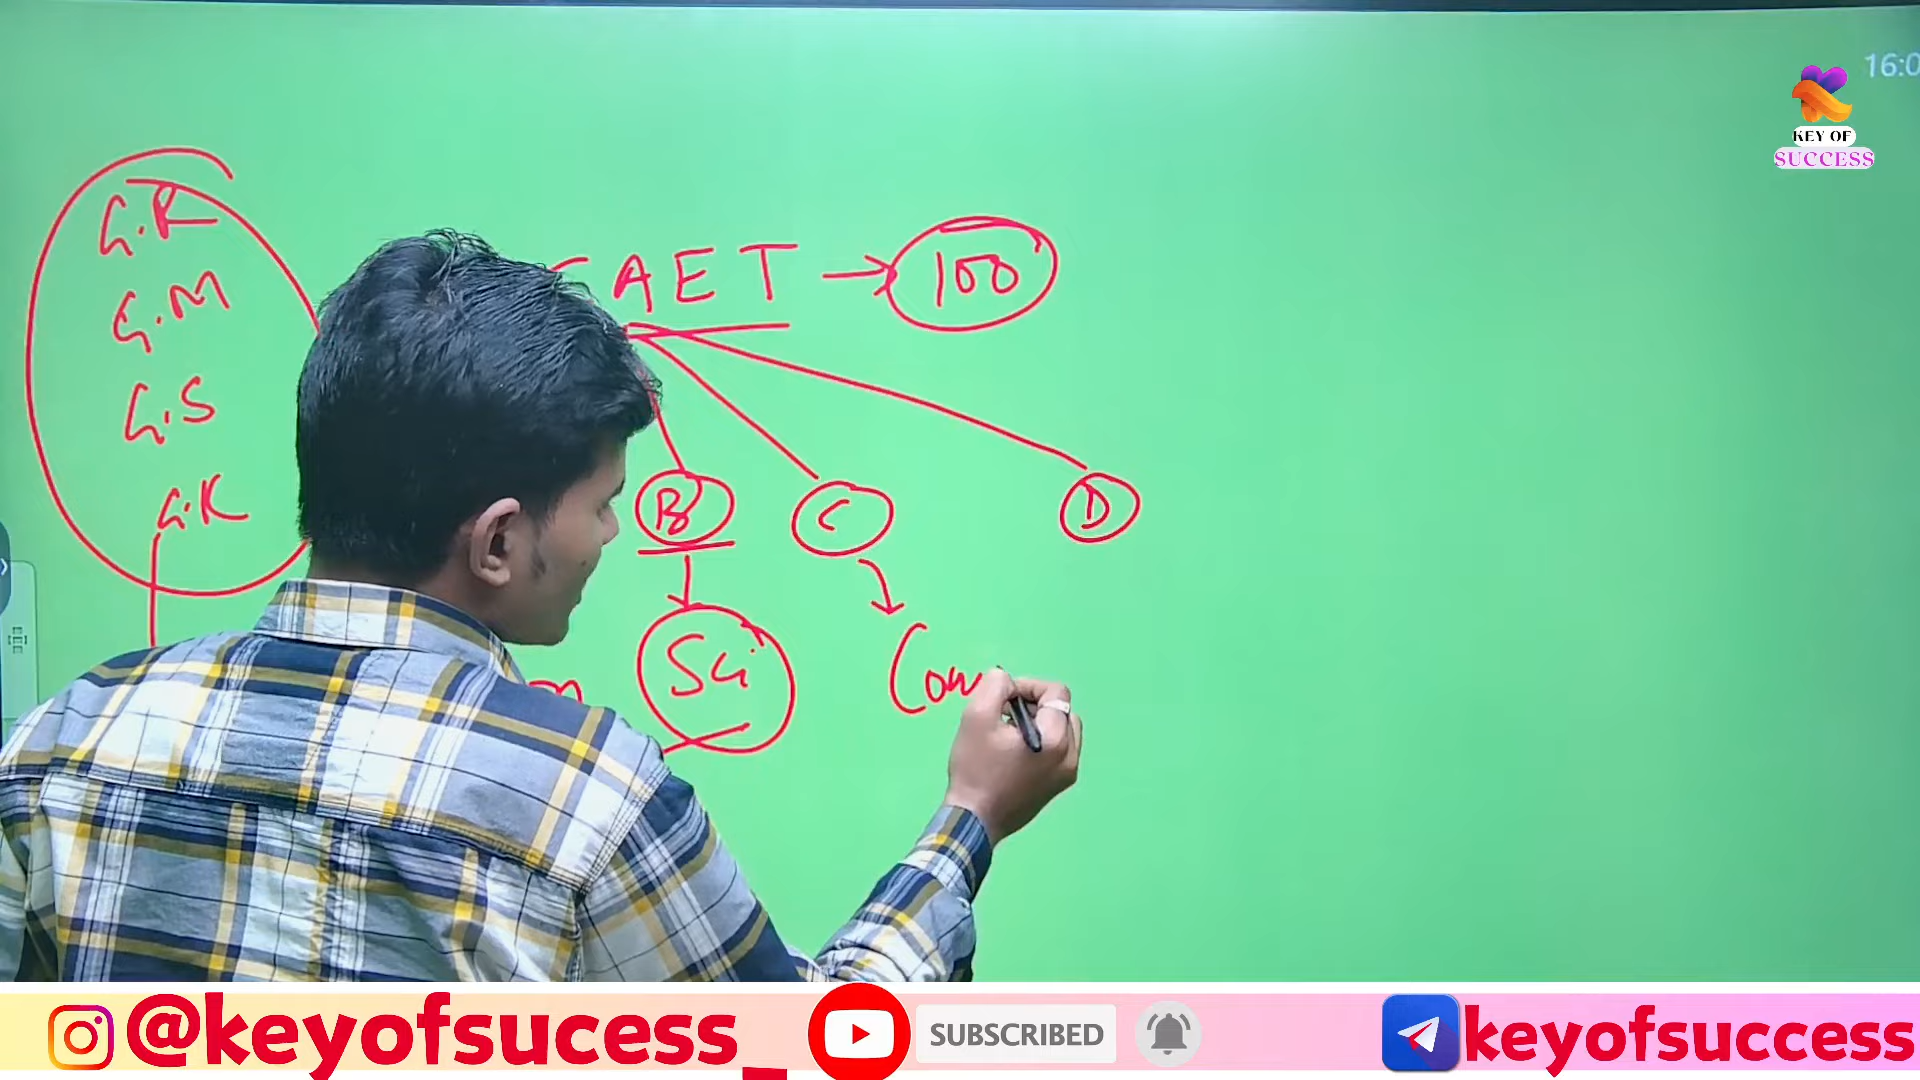 16:0
KEY OF
SUCCESS
G.R
G.M
G.S
G.K
AET → 100
B
C
D
Sci
Com
@keyofsucess_
SUBSCRIBED
keyofsuccess